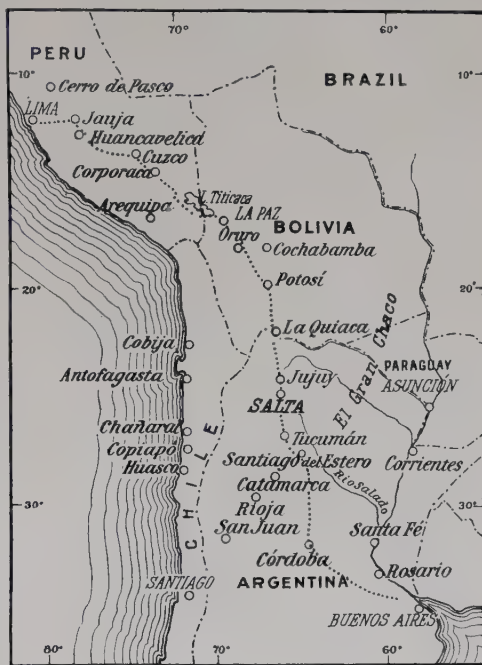 70° 60°
PERU
10° BRAZIL 10°
Cerro de Pasco
LIMA
Jauja
Huancavelica
Cuzco
Corporaca
L. Titicaca
Arequipa
LA PAZ
BOLIVIA
Oruro
Cochabamba
Potosí
20° 20°
La Quiaca
Cobija
El Gran Chaco
PARAGUAY
Antofagasta
Jujuy
ASUNCION
SALTA
Chañaral
Tucumán
Copiapó
Santiago del Estero
Corrientes
Huasco
Catamarca
Rio Salado
Rioja
30° 30°
CHILE
San Juan
Santa Fé
Córdoba
SANTIAGO
ARGENTINA
Rosario
BUENOS AIRES
80° 70° 60° 55°